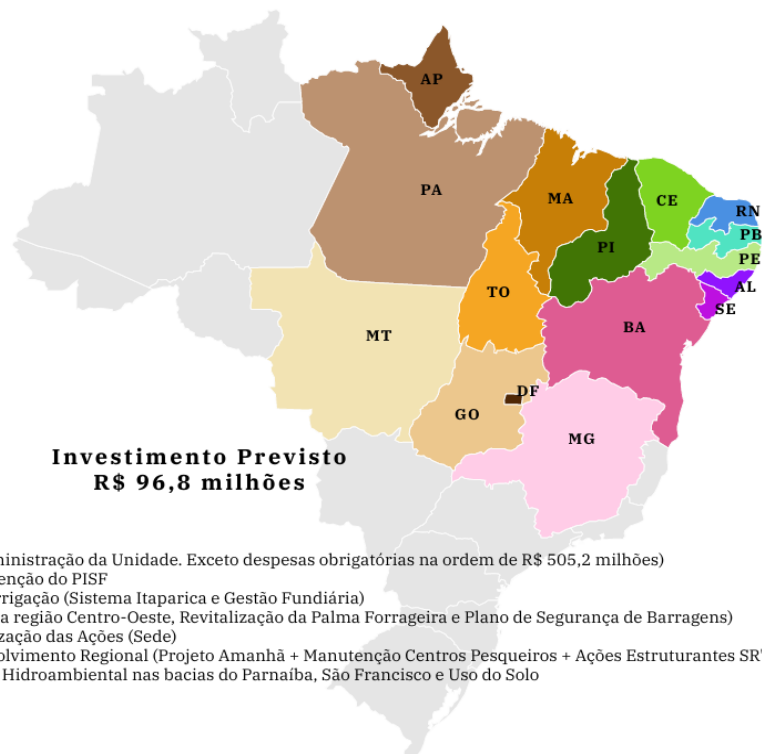 AP
PA
MA
CE
RN
PB
PE
PI
AL
SE
TO
BA
MT
DF
GO
MG
Investimento Previsto
R$ 96,8 milhões
ministração da Unidade. Exceto despesas obrigatórias na ordem de R$ 505,2 milhões)
enção do PISF
rrigação (Sistema Itaparica e Gestão Fundiária)
a região Centro-Oeste, Revitalização da Palma Forrageira e Plano de Segurança de Barragens)
zação das Ações (Sede)
olvimento Regional (Projeto Amanhã + Manutenção Centros Pesqueiros + Ações Estruturantes SR'
Hidroambiental nas bacias do Parnaíba, São Francisco e Uso do Solo